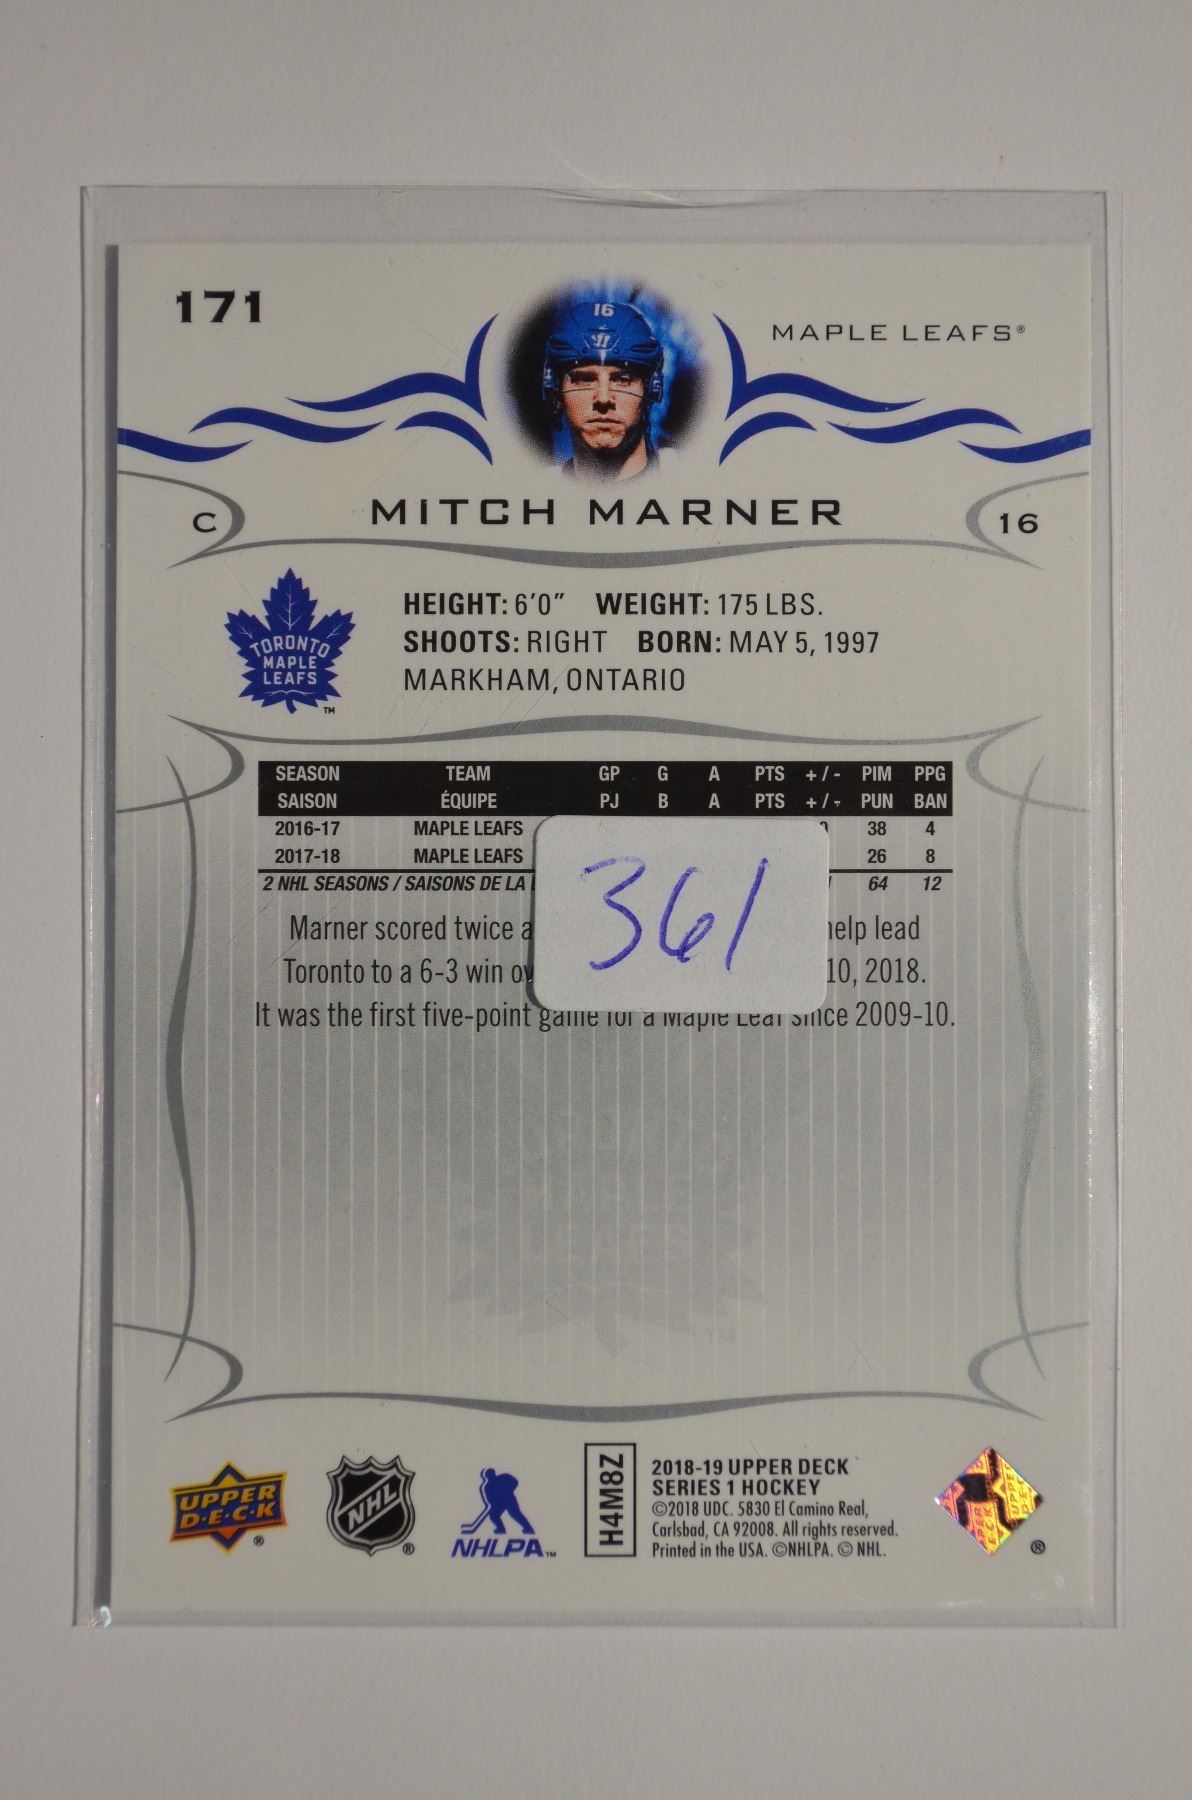 171
16
MAPLE LEAFS®
C
MITCH MARNER
16
TORONTO
MAPLE
LEAFS
TM
HEIGHT: 6'0" WEIGHT: 175 LBS.
SHOOTS: RIGHT BORN: MAY 5, 1997
MARKHAM, ONTARIO
SEASON TEAM GP G A PTS +/- PIM PPG
SAISON ÉQUIPE PJ B A PTS +/- PUN BAN
2016-17 MAPLE LEAFS 38 4
2017-18 MAPLE LEAFS 26 8
2 NHL SEASONS / SAISONS DE LA 64 12
361
Marner scored twice lead
Toronto to a 6-3 win 10, 2018.
It was the first five-point game for a Maple Leaf since 2009-10.
LEAFS
TM
UPPER
D·E·C·K
®
NHL
®
NHLPA™
H4M8Z
2018-19 UPPER DECK
SERIES 1 HOCKEY
©2018 UDC. 5830 El Camino Real,
Carlsbad, CA 92008. All rights reserved.
Printed in the USA. ©NHLPA. © NHL.
®